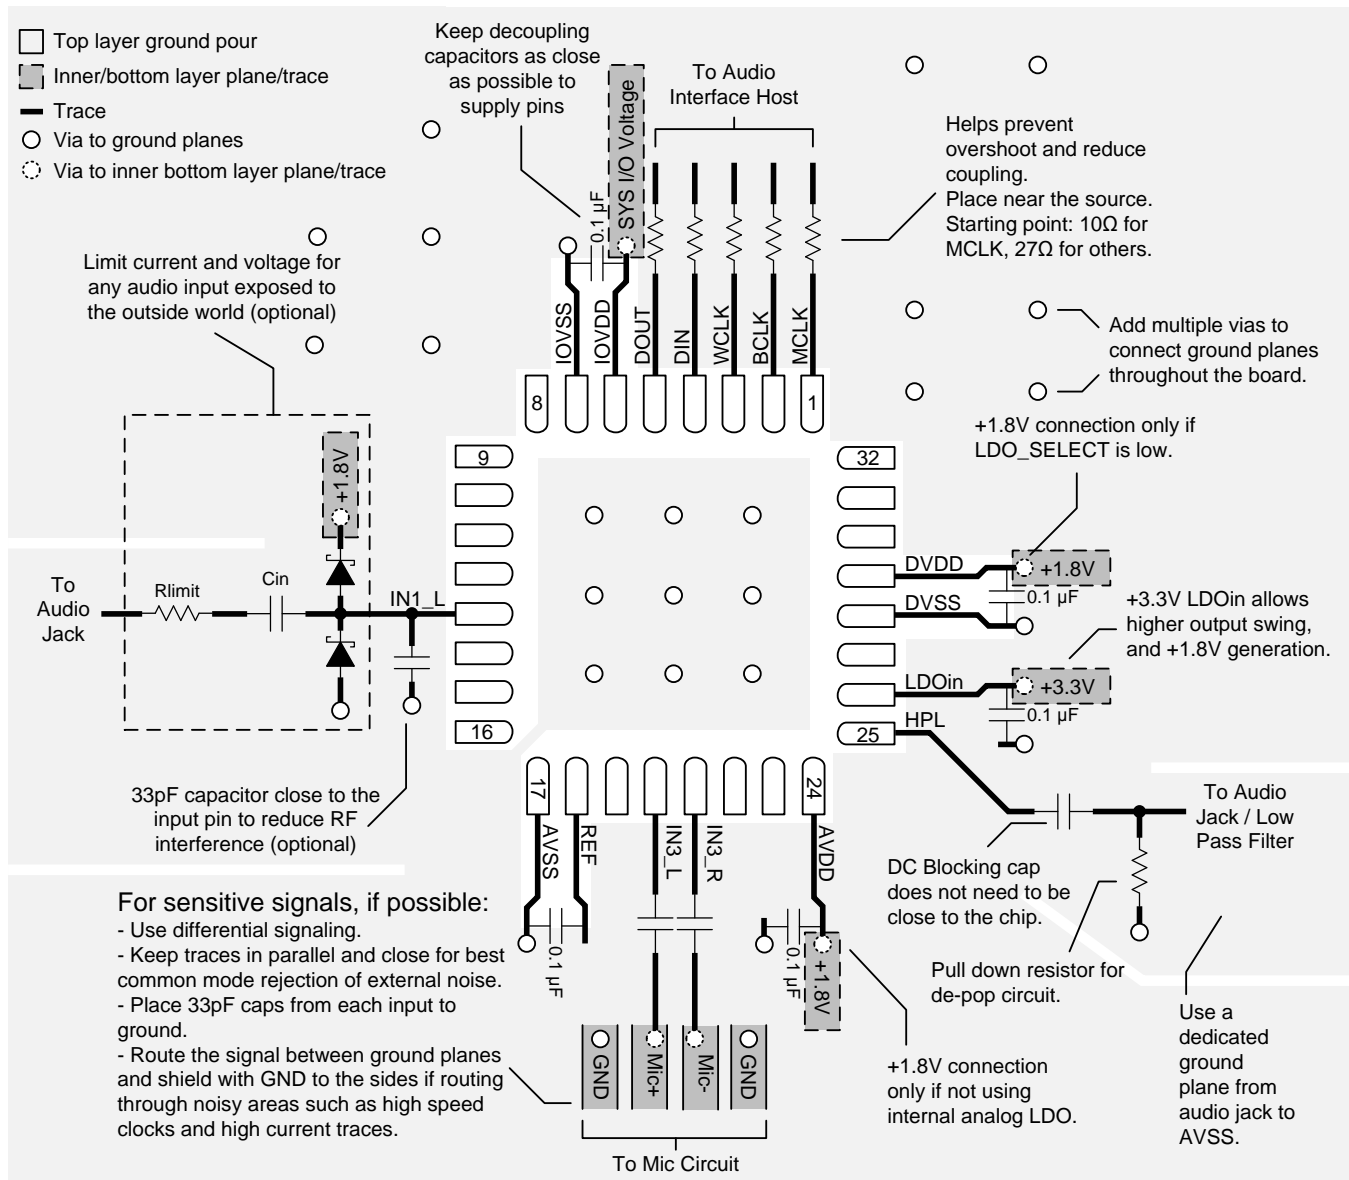 Top layer ground pour
Inner/bottom layer plane/trace
Trace
Via to ground planes
Via to inner bottom layer plane/trace
Keep decoupling
capacitors as close
as possible to
supply pins
SYS I/O Voltage
0.1 µF
To Audio
Interface Host
Helps prevent
overshoot and reduce
coupling.
Place near the source.
Starting point: 10Ω for
MCLK, 27Ω for others.
Limit current and voltage for
any audio input exposed to
the outside world (optional)
IOVSS
IOVDD
DOUT
DIN
WCLK
BCLK
MCLK
Add multiple vias to
connect ground planes
throughout the board.
8
1
+1.8V connection only if
LDO_SELECT is low.
9
32
+1.8V
DVDD
+1.8V
0.1 µF
DVSS
To
Audio
Jack
Rlimit
Cin
IN1_L
+3.3V LDOin allows
higher output swing,
and +1.8V generation.
LDOin
+3.3V
0.1 µF
HPL
16
25
17
24
33pF capacitor close to the
input pin to reduce RF
interference (optional)
AVSS
REF
IN3_L
IN3_R
AVDD
To Audio
Jack / Low
Pass Filter
DC Blocking cap
does not need to be
close to the chip.
For sensitive signals, if possible:
- Use differential signaling.
- Keep traces in parallel and close for best
common mode rejection of external noise.
- Place 33pF caps from each input to
ground.
- Route the signal between ground planes
and shield with GND to the sides if routing
through noisy areas such as high speed
clocks and high current traces.
0.1 µF
0.1 µF
+1.8V
Pull down resistor for
de-pop circuit.
Use a
dedicated
ground
plane from
audio jack to
AVSS.
GND
Mic+
Mic-
GND
+1.8V connection
only if not using
internal analog LDO.
To Mic Circuit